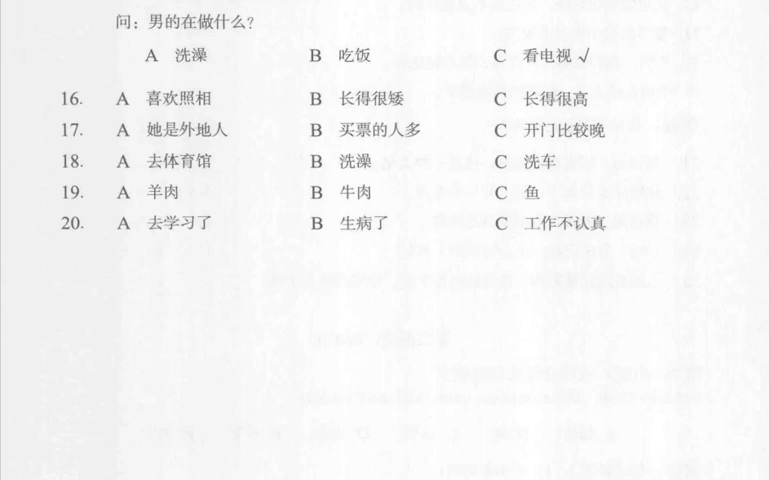 问：男的在做什么？
A 洗澡 B 吃饭 C 看电视 √
16. A 喜欢照相 B 长得很矮 C 长得很高
17. A 她是外地人 B 买票的人多 C 开门比较晚
18. A 去体育馆 B 洗澡 C 洗车
19. A 羊肉 B 牛肉 C 鱼
20. A 去学习了 B 生病了 C 工作不认真